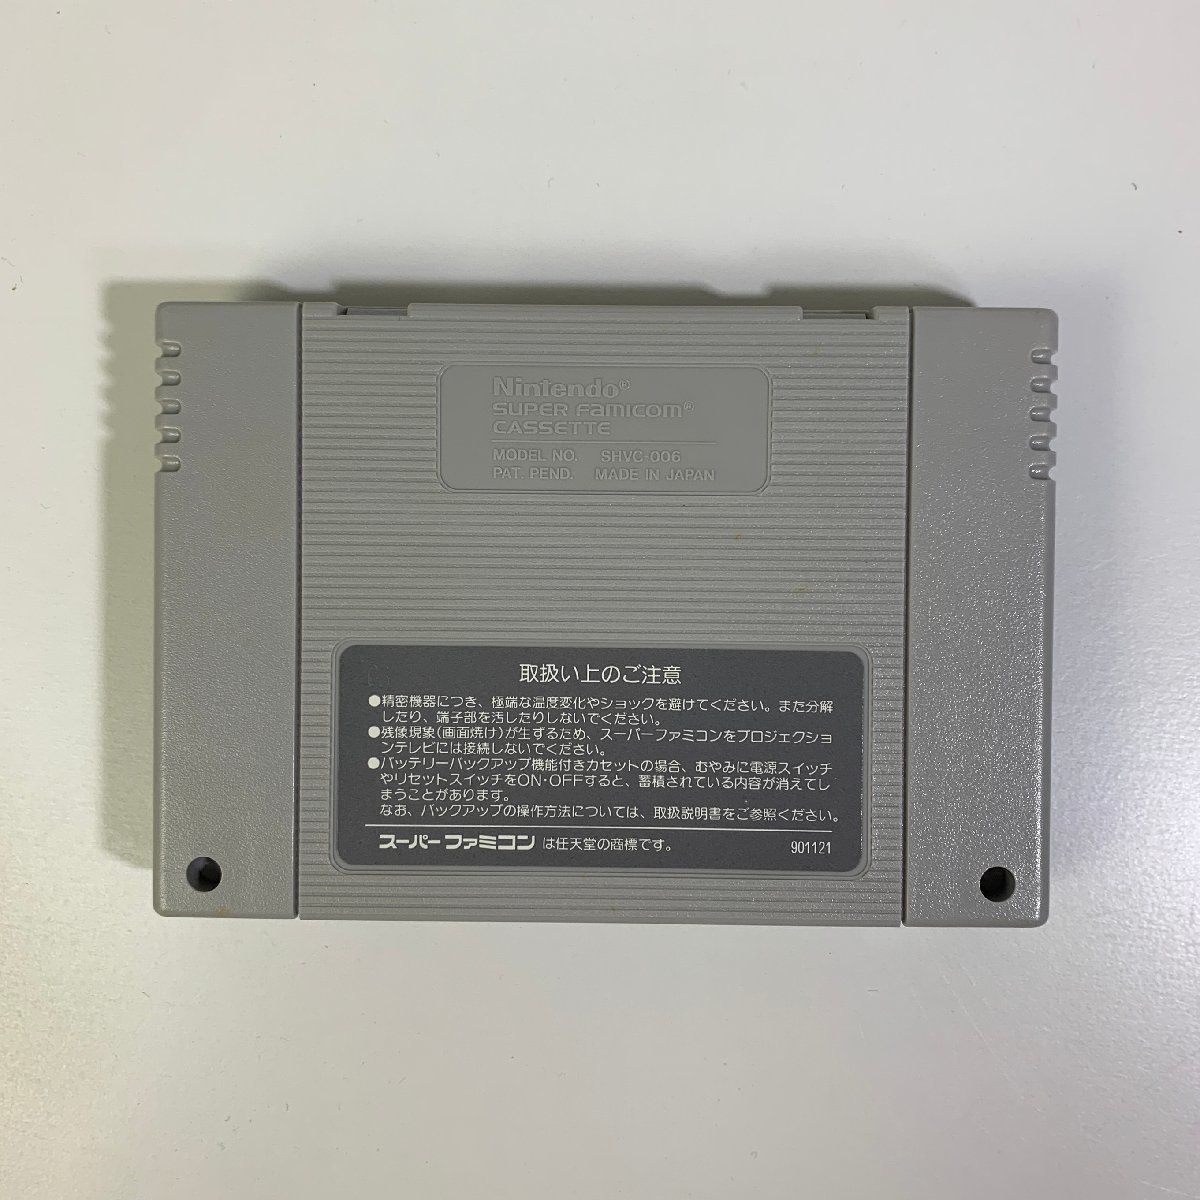 Nintendo®
SUPER FAMICOM®
CASSETTE
MODEL NO. SHVC-006
PAT. PEND. MADE IN JAPAN
取扱い上のご注意
●精密機器につき、極端な温度変化やショックを避けてください。また分解
したり、端子部を汚したりしないでください。
●残像現象(画面焼け)が生ずるため、スーパーファミコンをプロジェクショ
ンテレビには接続しないでください。
●バッテリーバックアップ機能付きカセットの場合、むやみに電源スイッチ
やリセットスイッチをON·OFFすると、蓄積されている内容が消えてし
まうことがあります。
なお、バックアップの操作方法については、取扱説明書をご参照ください。
スーパーファミコン は任天堂の商標です。 901121